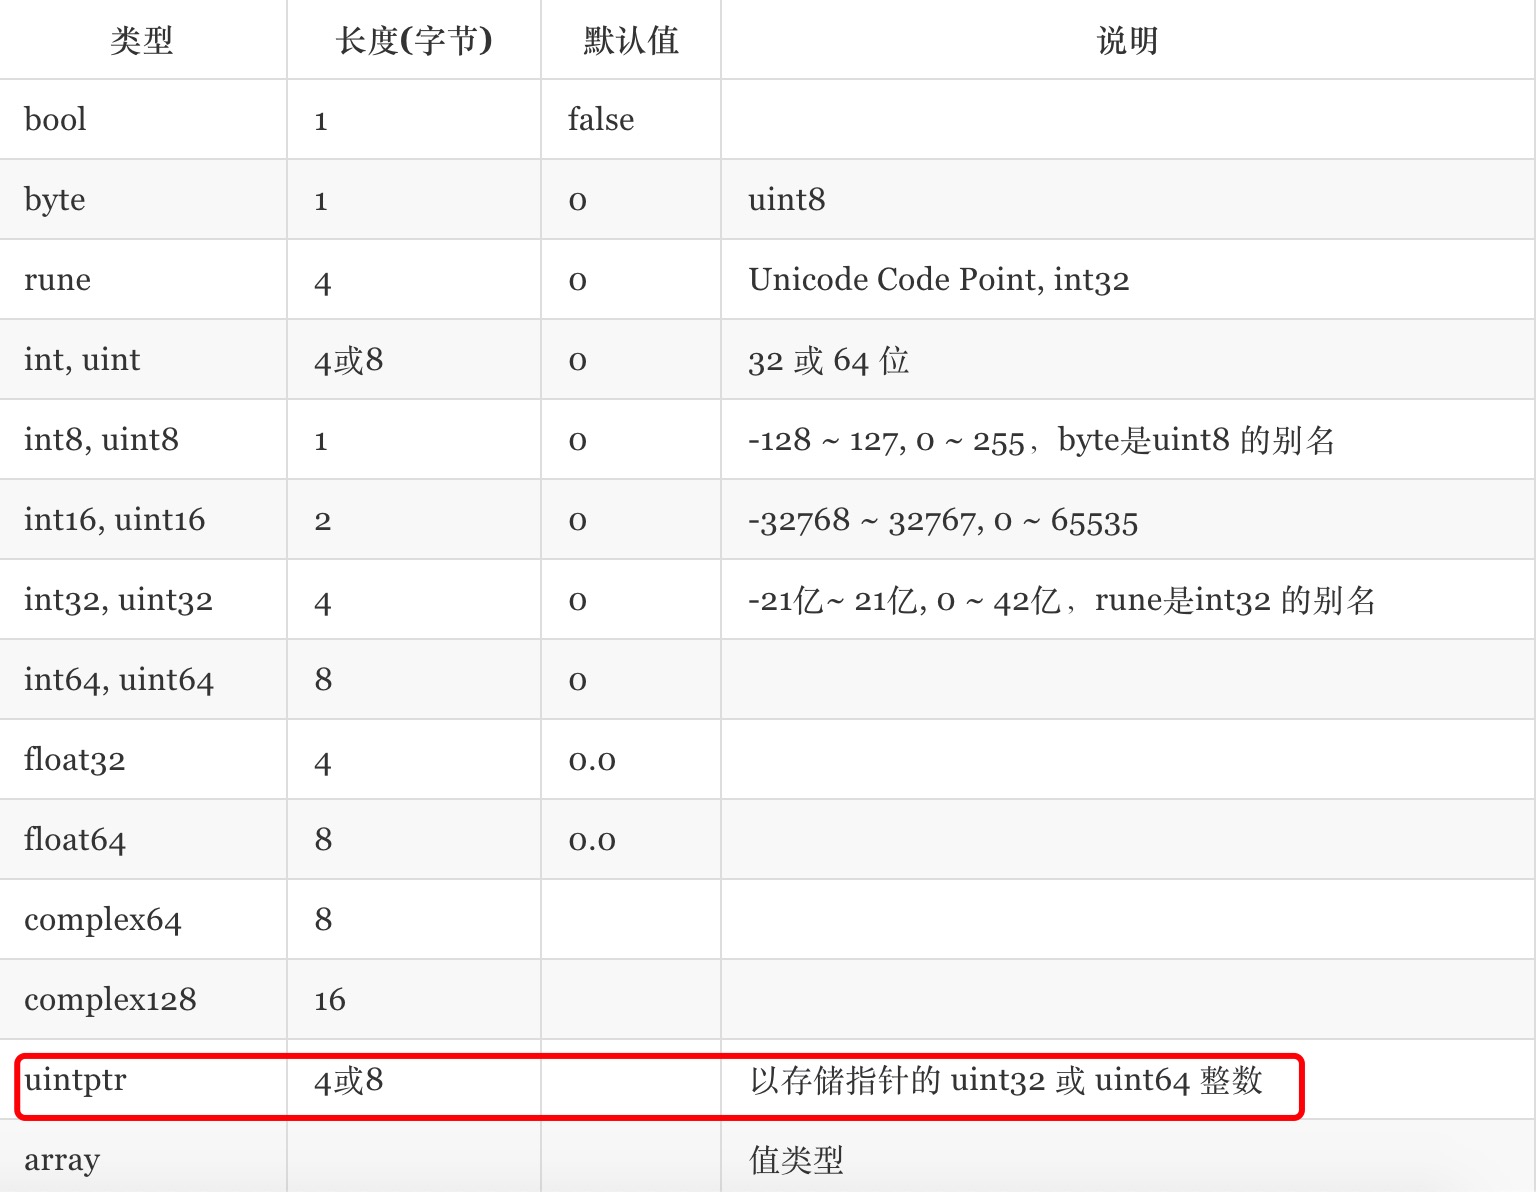 类型 长度(字节) 默认值 说明
bool 1 false
byte 1 0 uint8
rune 4 0 Unicode Code Point, int32
int, uint 4或8 0 32 或 64 位
int8, uint8 1 0 -128 ~ 127, 0 ~ 255，byte是uint8 的别名
int16, uint16 2 0 -32768 ~ 32767, 0 ~ 65535
int32, uint32 4 0 -21亿~ 21亿, 0 ~ 42亿，rune是int32 的别名
int64, uint64 8 0
float32 4 0.0
float64 8 0.0
complex64 8
complex128 16
uintptr 4或8 以存储指针的 uint32 或 uint64 整数
array 值类型